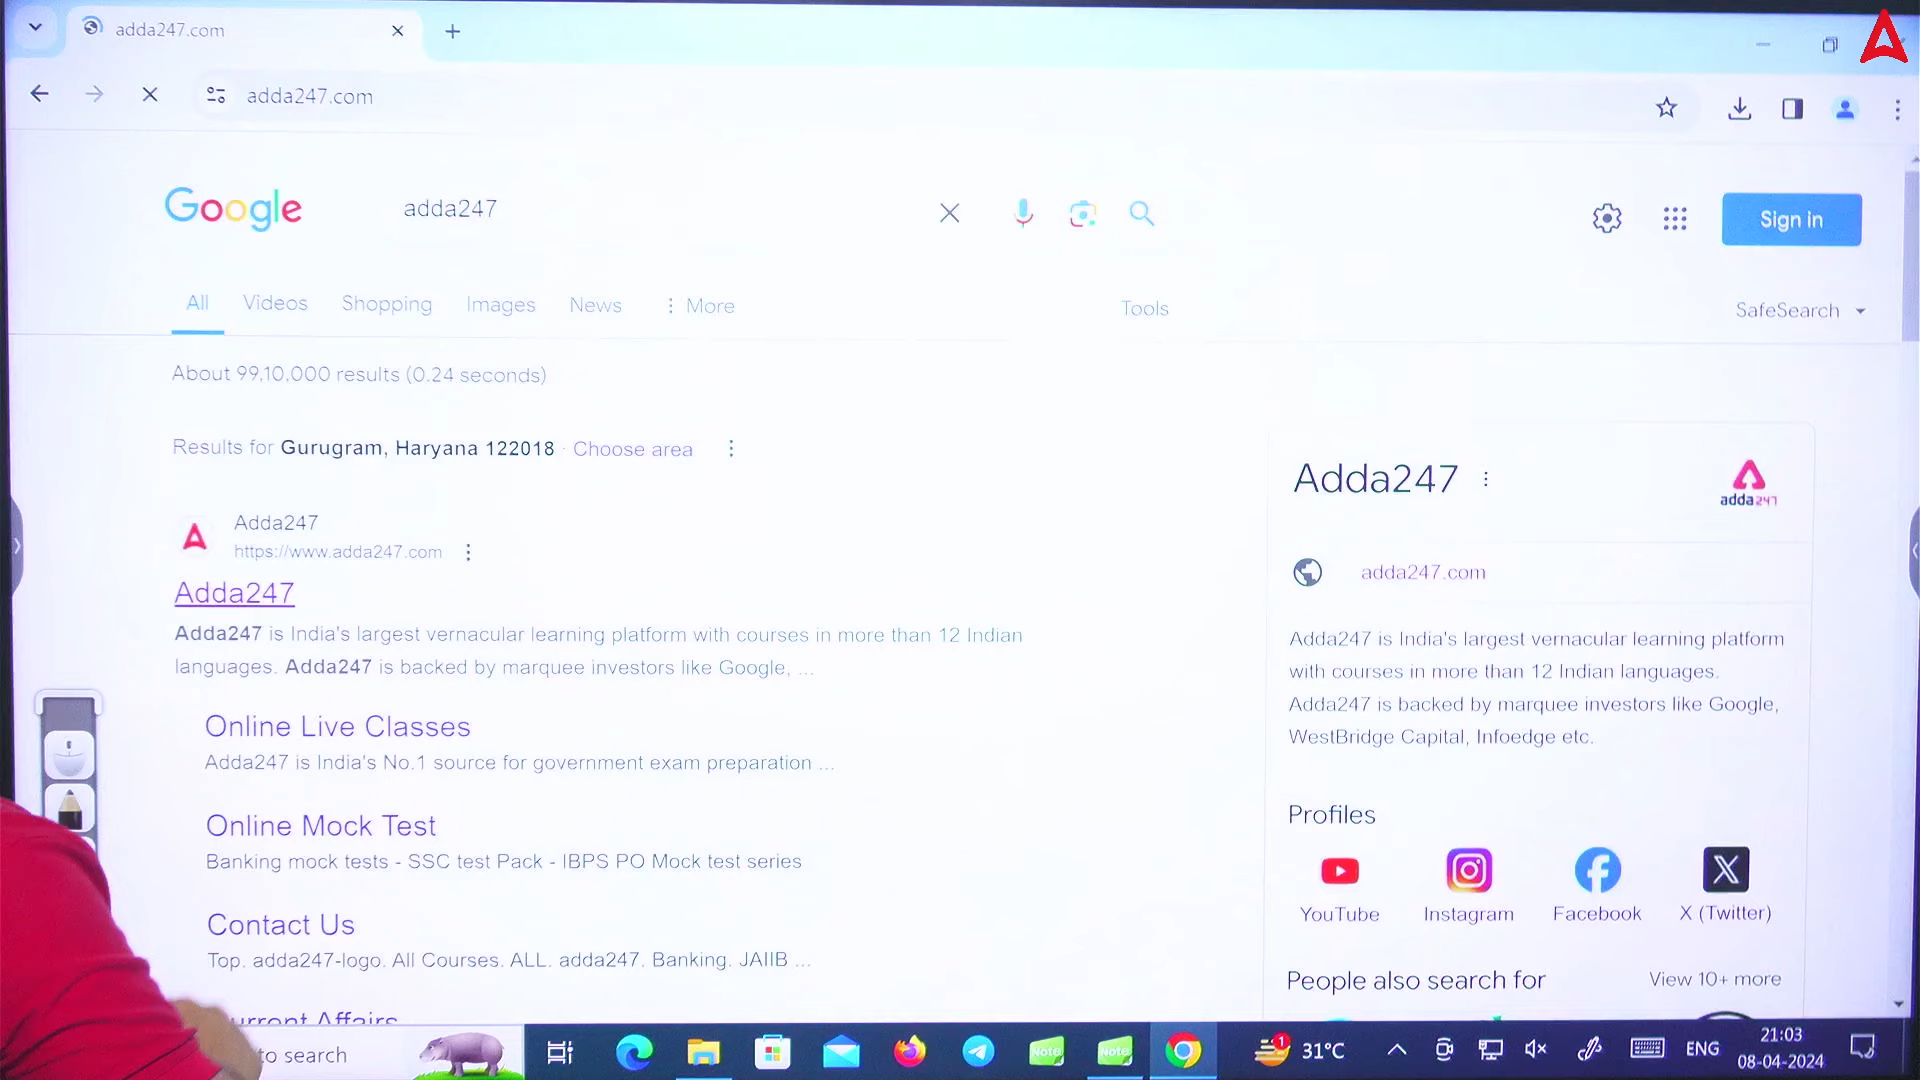 adda247.com
adda247.com
Google
adda247
Sign in
All
Videos
Shopping
Images
News
More
Tools
SafeSearch
About 99,10,000 results (0.24 seconds)
Results for Gurugram, Haryana 122018 · Choose area
Adda247
https://www.adda247.com
Adda247
Adda247 is India's largest vernacular learning platform with courses in more than 12 Indian
languages. Adda247 is backed by marquee investors like Google, ...
Online Live Classes
Adda247 is India's No.1 source for government exam preparation ...
Online Mock Test
Banking mock tests - SSC test Pack - IBPS PO Mock test series
Contact Us
Top. adda247-logo. All Courses. ALL. adda247. Banking. JAIIB ...
urrent Affairs
Adda247
adda247
adda247.com
Adda247 is India's largest vernacular learning platform
with courses in more than 12 Indian languages.
Adda247 is backed by marquee investors like Google,
WestBridge Capital, Infoedge etc.
Profiles
YouTube
Instagram
Facebook
X (Twitter)
People also search for
View 10+ more
to search
Note
Note
1
31°C
ENG
21:03
08-04-2024